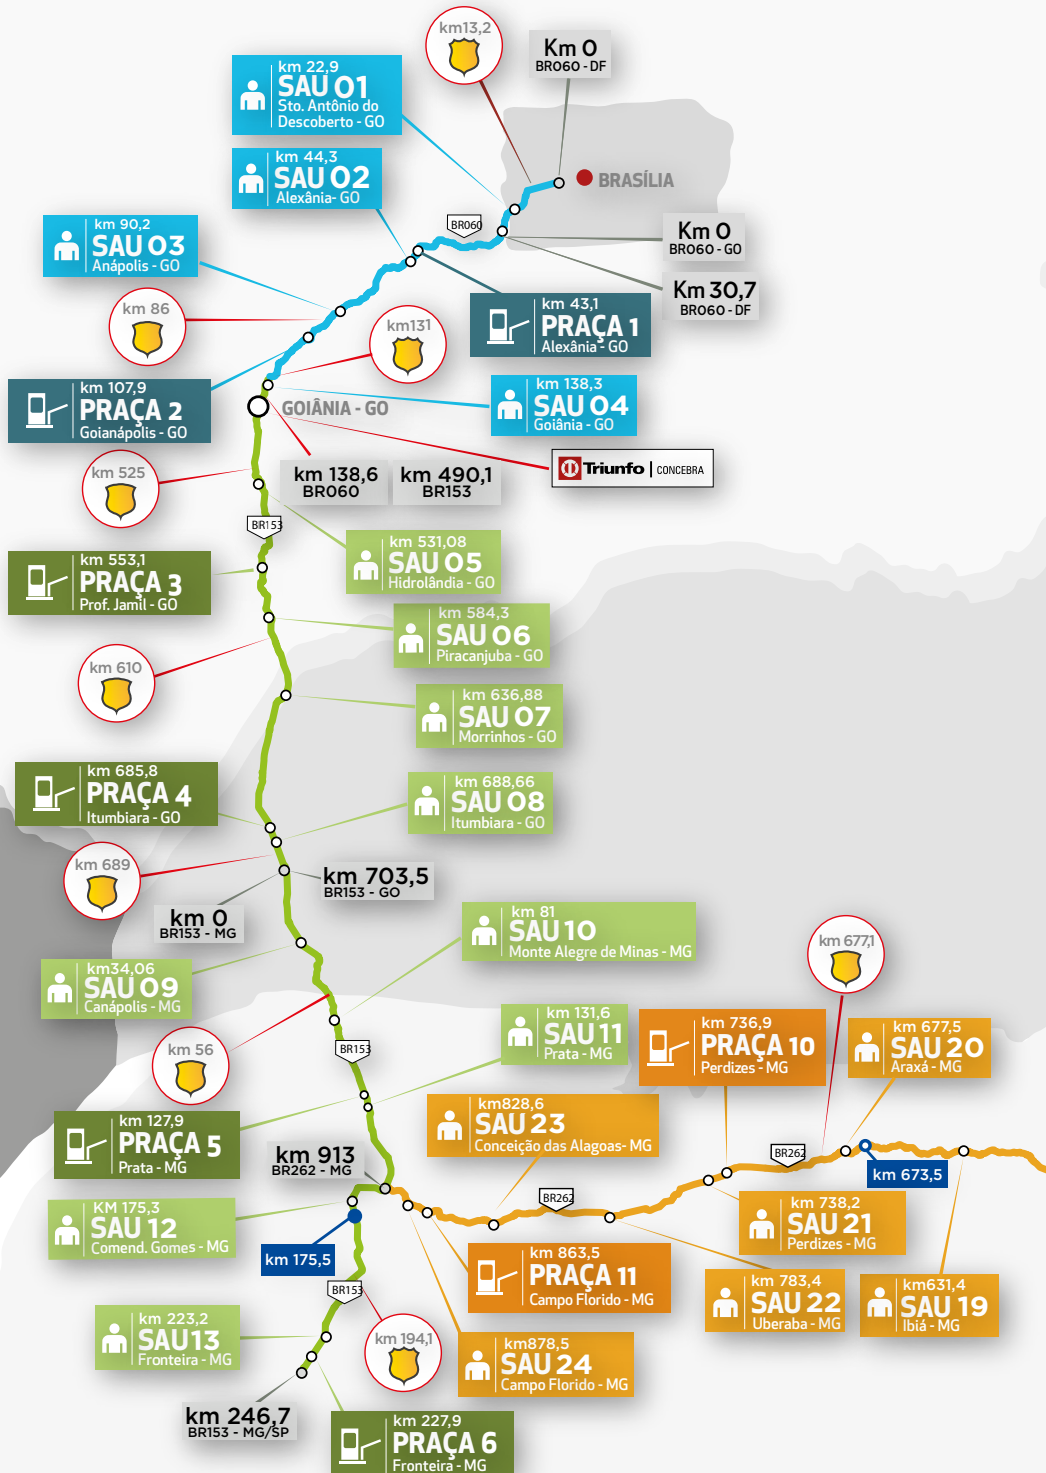 km13,2
Km 0
BR060 - DF
km 22,9
SAU 01
Sto. Antônio do
Descoberto - GO
BRASÍLIA
km 44,3
SAU 02
Alexânia- GO
BR060
Km 0
BR060 - GO
km 90,2
SAU 03
Anápolis - GO
Km 30,7
BR060 - DF
km 86
km131
km 43,1
PRAÇA 1
Alexânia - GO
km 107,9
PRAÇA 2
Goianápolis - GO
km 138,3
SAU 04
Goiânia - GO
GOIÂNIA - GO
Triunfo | CONCEBRA
km 525
km 138,6
BR060
km 490,1
BR153
BR153
km 531,08
SAU 05
Hidrolândia - GO
km 553,1
PRAÇA 3
Prof. Jamil - GO
km 584,3
SAU 06
Piracanjuba - GO
km 610
km 636,88
SAU 07
Morrinhos - GO
km 685,8
PRAÇA 4
Itumbiara - GO
km 688,66
SAU 08
Itumbiara - GO
km 689
km 703,5
BR153 - GO
km 0
BR153 - MG
km 81
SAU 10
Monte Alegre de Minas - MG
km 677,1
km34,06
SAU 09
Canápolis - MG
km 131,6
SAU 11
Prata - MG
km 736,9
PRAÇA 10
Perdizes - MG
km 677,5
SAU 20
Araxá - MG
km 56
BR153
km828,6
SAU 23
Conceição das Alagoas- MG
km 127,9
PRAÇA 5
Prata - MG
km 913
BR262 - MG
BR262
km 673,5
BR262
KM 175,3
SAU 12
Comend. Gomes - MG
km 738,2
SAU 21
Perdizes - MG
km 175,5
km 863,5
PRAÇA 11
Campo Florido - MG
km 783,4
SAU 22
Uberaba - MG
km631,4
SAU 19
Ibiá - MG
BR153
km 223,2
SAU13
Fronteira - MG
km 194,1
km878,5
SAU 24
Campo Florido - MG
km 246,7
BR153 - MG/SP
km 227,9
PRAÇA 6
Fronteira - MG